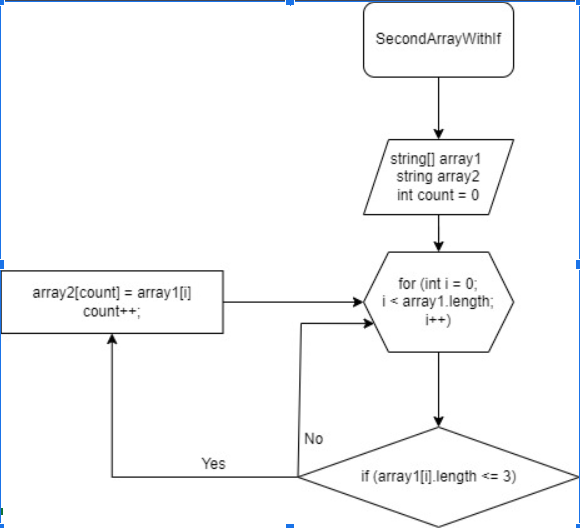 SecondArrayWithIf
string[] array1
string array2
int count = 0
for (int i = 0;
i < array1.length;
i++)
array2[count] = array1[i]
count++;
No
Yes
if (array1[i].length <= 3)